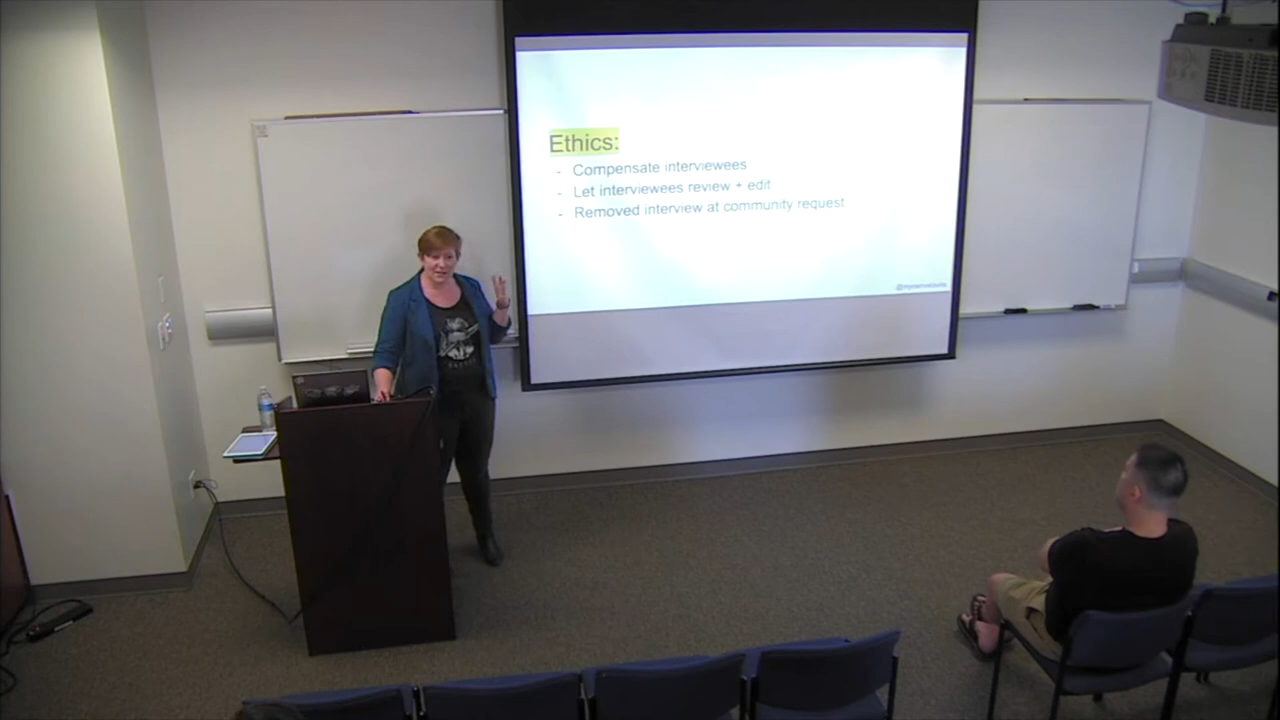 Ethics:
- Compensate interviewees
- Let interviewees review + edit
- Removed interview at community request